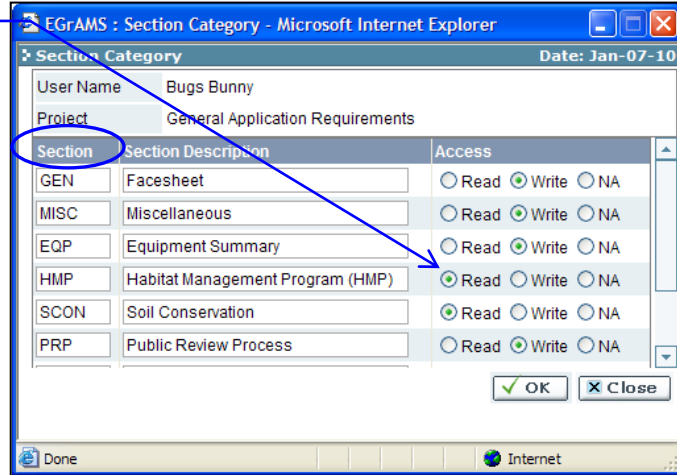 EGrAMS : Section Category - Microsoft Internet Explorer
Section Category Date: Jan-07-10
User Name Bugs Bunny
Project General Application Requirements
Section Section Description Access
GEN Facesheet Read Write NA
MISC Miscellaneous Read Write NA
EQP Equipment Summary Read Write NA
HMP Habitat Management Program (HMP) Read Write NA
SCON Soil Conservation Read Write NA
PRP Public Review Process Read Write NA
OK Close
Done Internet